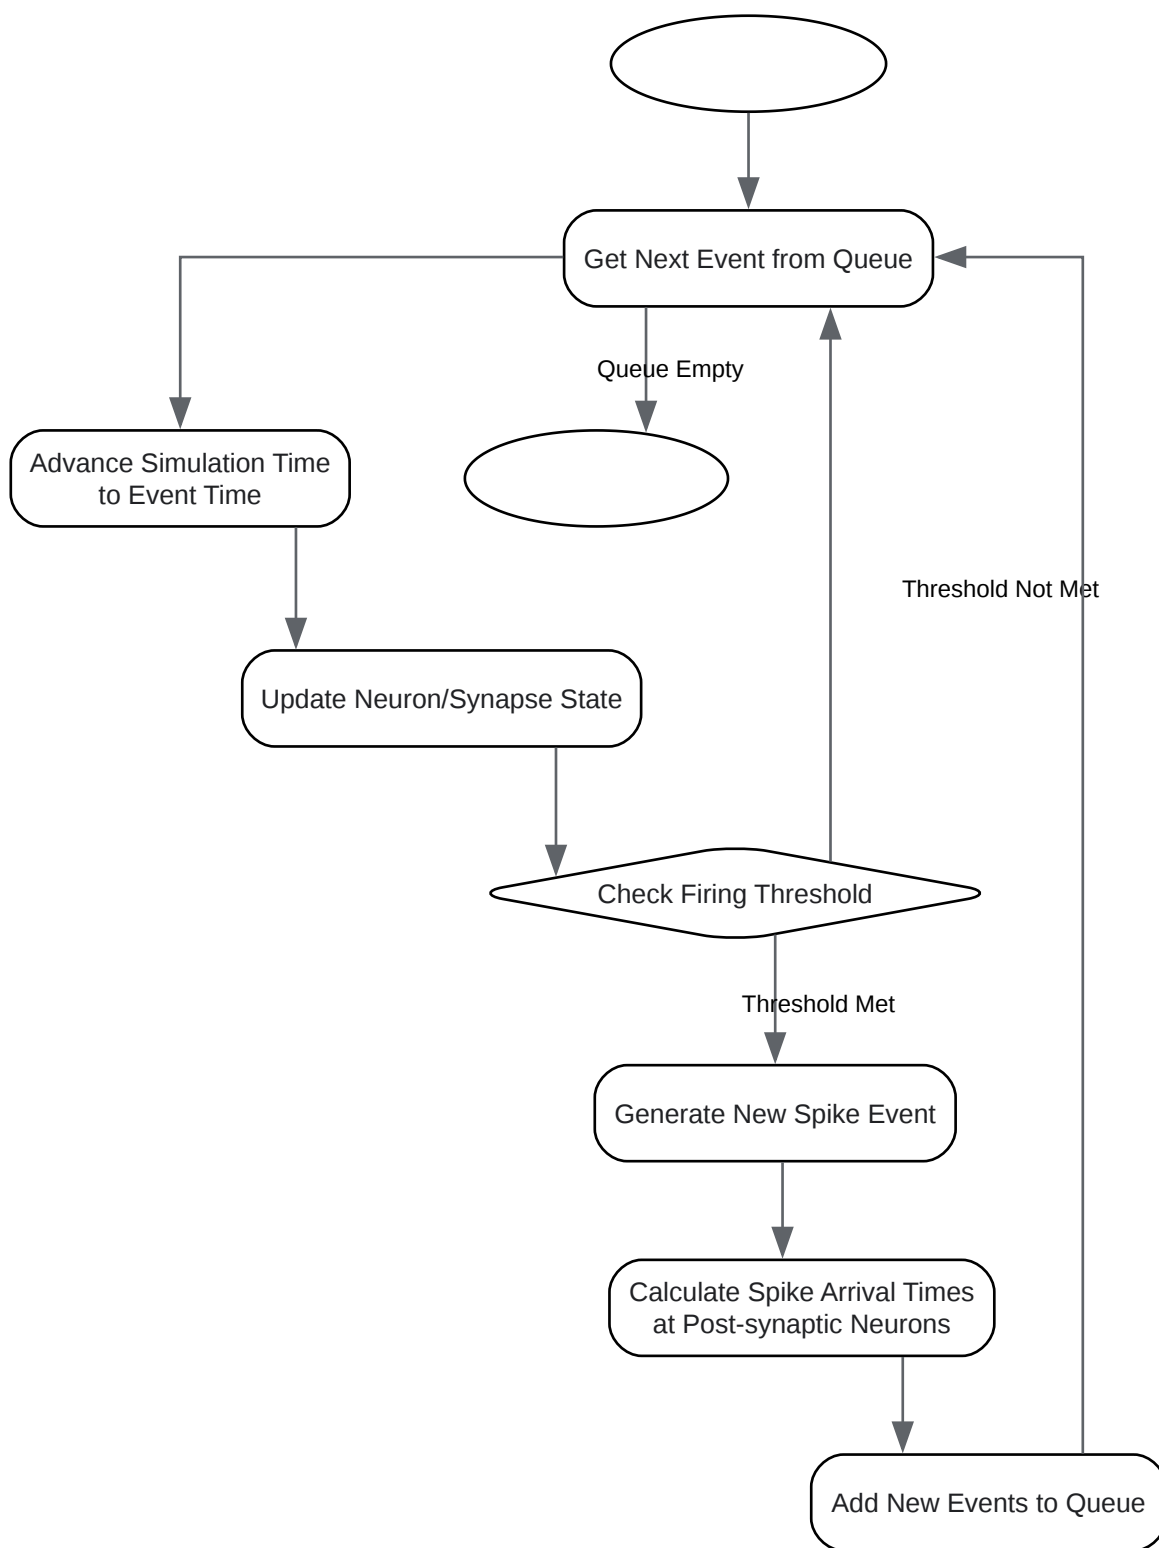 Get Next Event from Queue
Queue Empty
Advance Simulation Time
to Event Time
Threshold Not Met
Update Neuron/Synapse State
Check Firing Threshold
Threshold Met
Generate New Spike Event
Calculate Spike Arrival Times
at Post-synaptic Neurons
Add New Events to Queue